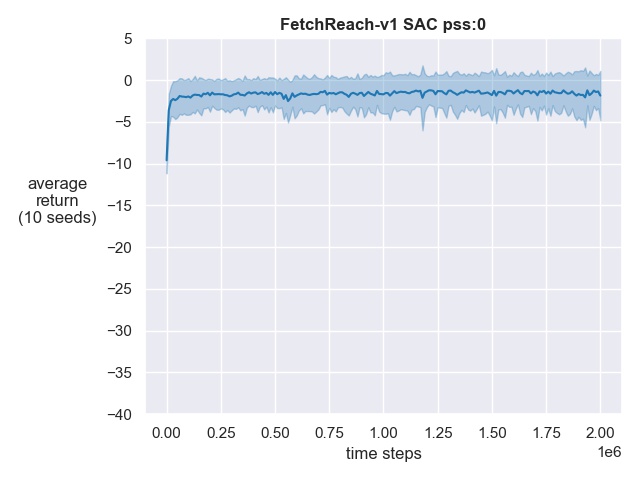 FetchReach-v1 SAC pss:0
5
0
−5
−10
−15
−20
−25
−30
−35
−40
average
return
(10 seeds)
0.00 0.25 0.50 0.75 1.00 1.25 1.50 1.75 2.00
time steps
1e6